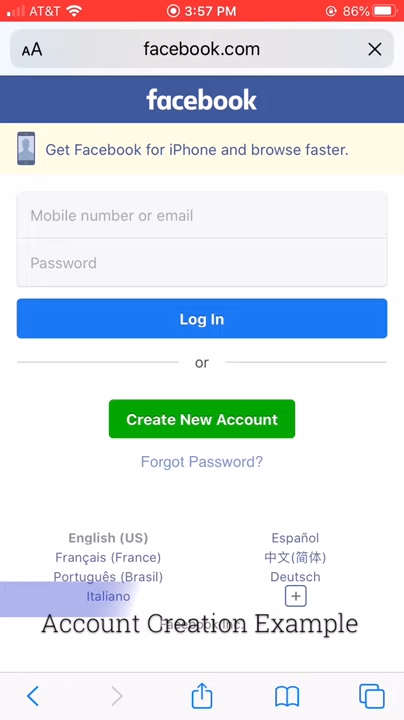 AT&T 3:57 PM 86%
AA facebook.com
facebook
Get Facebook for iPhone and browse faster.
Mobile number or email
Password
Log In
or
Create New Account
Forgot Password?
English (US) Español
Français (France) 中文(简体)
Português (Brasil) Deutsch
Italiano
Account Creation Example
Facebook Inc.